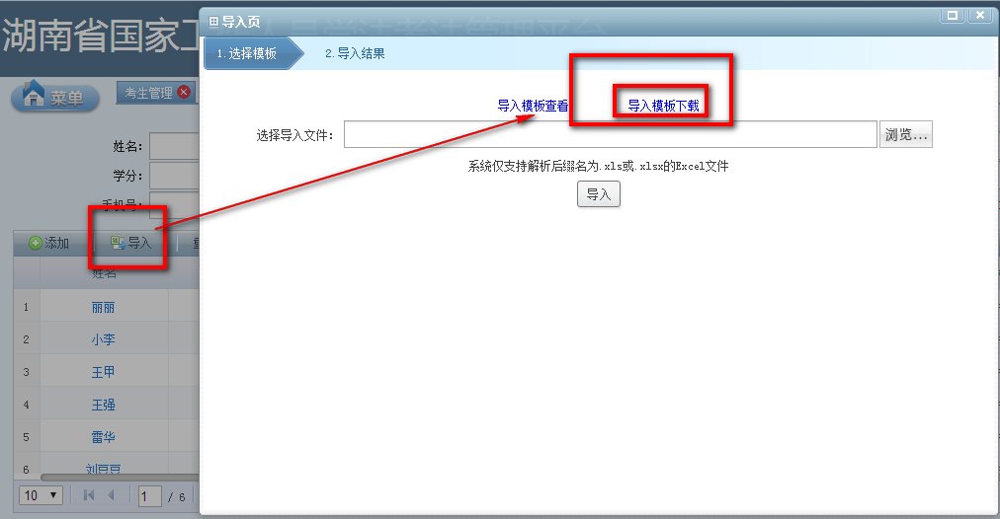 湖南省国家工
导入页
1.选择模板
2.导入结果
菜单
考生管理
导入模板查看
导入模板下载
选择导入文件：
浏览...
系统仅支持解析后缀名为.xls或.xlsx的Excel文件
导入
姓名：
学分：
手机号：
添加
导入
姓名
1 丽丽
2 小李
3 王甲
4 王强
5 雷华
6 刘豆豆
10
1 / 6